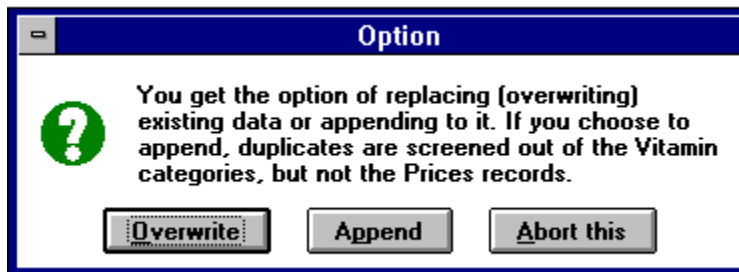 Option
You get the option of replacing (overwriting)
existing data or appending to it. If you choose to
append, duplicates are screened out of the Vitamin
categories, but not the Prices records.
Overwrite Append Abort this